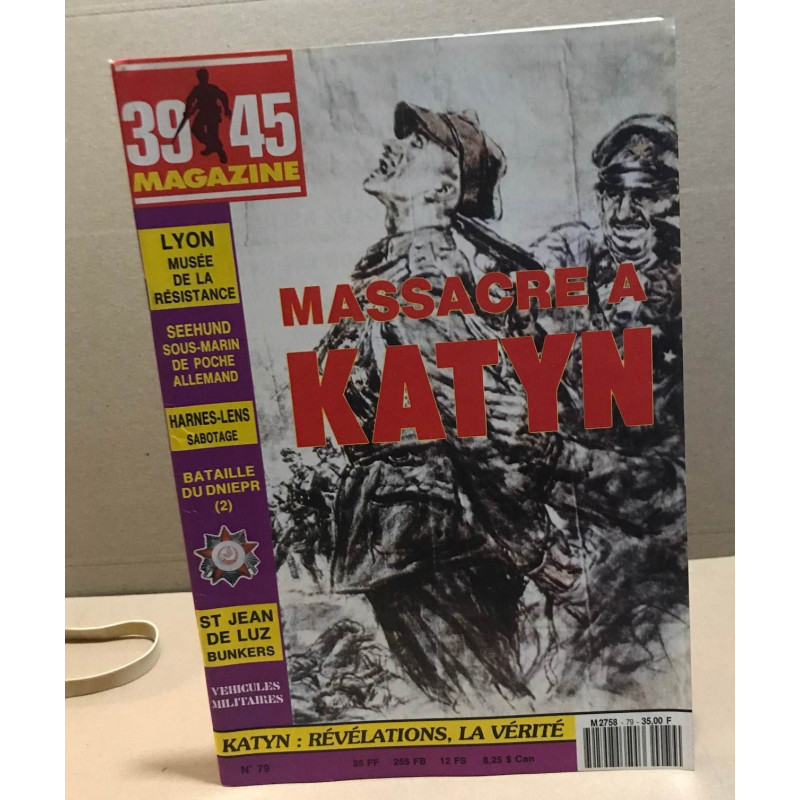 39 45
MAGAZINE
LYON
MUSÉE
DE LA
RÉSISTANCE
SEEHUND
SOUS-MARIN
DE POCHE
ALLEMAND
HARNES-LENS
SABOTAGE
BATAILLE
DU DNIEPR
(2)
ST JEAN
DE LUZ
BUNKERS
VEHICULES
MILITAIRES
MASSACRE A
KATYN
KATYN : RÉVÉLATIONS, LA VÉRITÉ
M 2758 - 79 - 35,00 F
N° 79
35 FF 255 FB 12 FS 8,25 $ Can